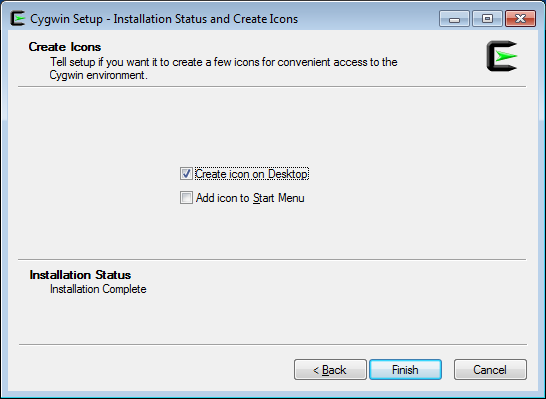 Cygwin Setup - Installation Status and Create Icons
Create Icons
Tell setup if you want it to create a few icons for convenient access to the
Cygwin environment.
Create icon on Desktop
Add icon to Start Menu
Installation Status
Installation Complete
< Back
Finish
Cancel